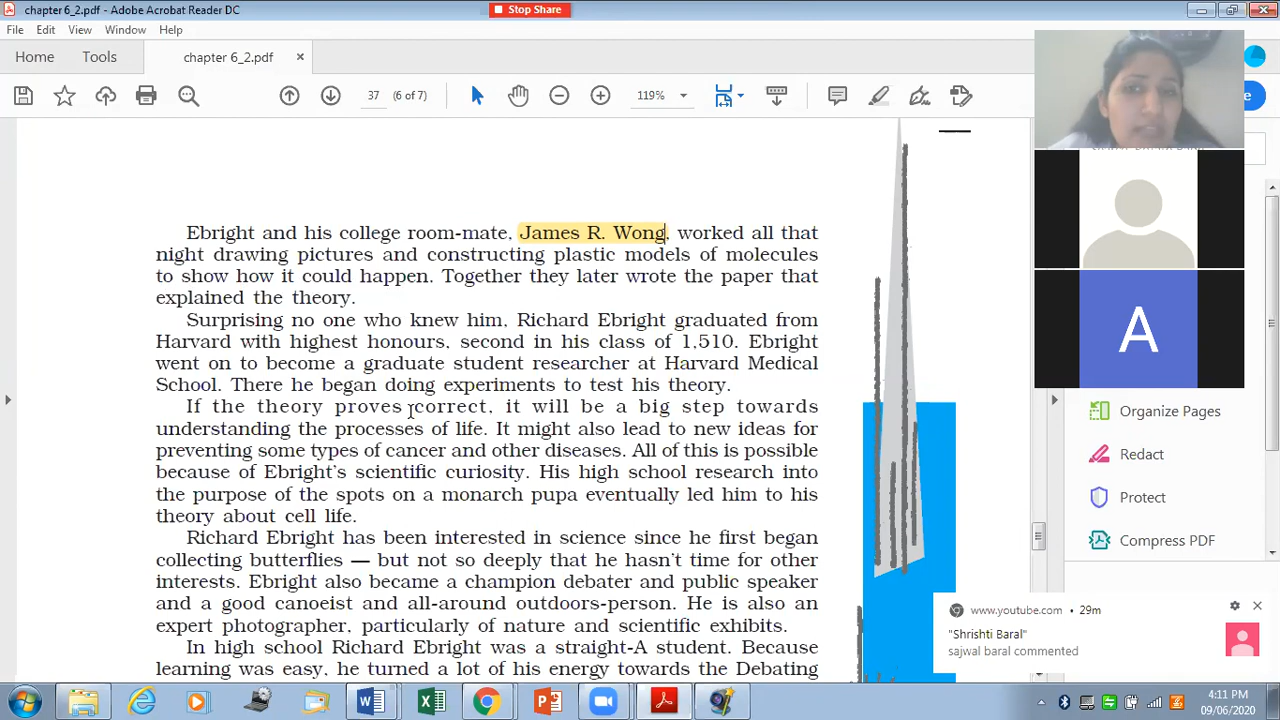 chapter 6_2.pdf - Adobe Acrobat Reader DC
Stop Share
File Edit View Window Help
Home Tools chapter 6_2.pdf ×
37 (6 of 7) 119%
Ebright and his college room-mate, James R. Wong, worked all that
night drawing pictures and constructing plastic models of molecules
to show how it could happen. Together they later wrote the paper that
explained the theory.
Surprising no one who knew him, Richard Ebright graduated from
Harvard with highest honours, second in his class of 1,510. Ebright
went on to become a graduate student researcher at Harvard Medical
School. There he began doing experiments to test his theory.
If the theory proves correct, it will be a big step towards
understanding the processes of life. It might also lead to new ideas for
preventing some types of cancer and other diseases. All of this is possible
because of Ebright's scientific curiosity. His high school research into
the purpose of the spots on a monarch pupa eventually led him to his
theory about cell life.
Richard Ebright has been interested in science since he first began
collecting butterflies — but not so deeply that he hasn't time for other
interests. Ebright also became a champion debater and public speaker
and a good canoeist and all-around outdoors-person. He is also an
expert photographer, particularly of nature and scientific exhibits.
In high school Richard Ebright was a straight-A student. Because
learning was easy, he turned a lot of his energy towards the Debating
A
Organize Pages
Redact
Protect
Compress PDF
www.youtube.com • 29m
"Shrishti Baral"
sajwal baral commented
4:11 PM
09/06/2020